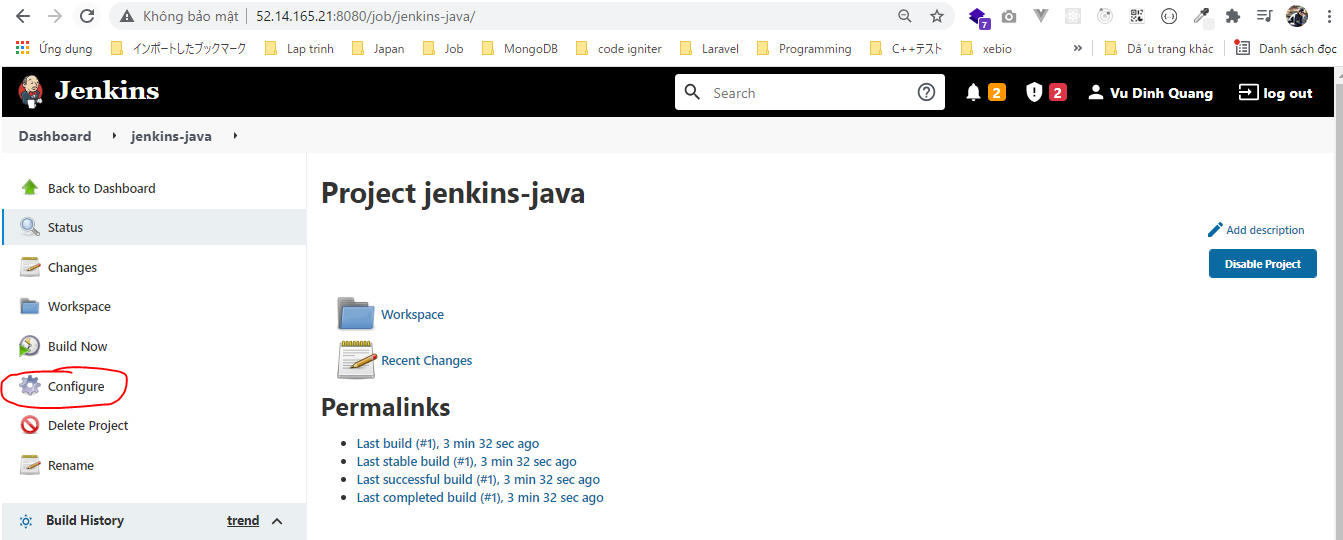 Không bảo mật 52.14.165.21:8080/job/jenkins-java/ 7
Ứng dụng インポートしたブックマーク Lap trinh Japan Job MongoDB code igniter Laravel Programming C++テスト xebio » Dấu trang khác Danh sách đọc
Jenkins Search 2 2 Vu Dinh Quang log out
Dashboard jenkins-java
Back to Dashboard
Status
Changes
Workspace
Build Now
Configure
Delete Project
Rename
Build History trend
Project jenkins-java
Add description
Disable Project
Workspace
Recent Changes
Permalinks
Last build (#1), 3 min 32 sec ago
Last stable build (#1), 3 min 32 sec ago
Last successful build (#1), 3 min 32 sec ago
Last completed build (#1), 3 min 32 sec ago